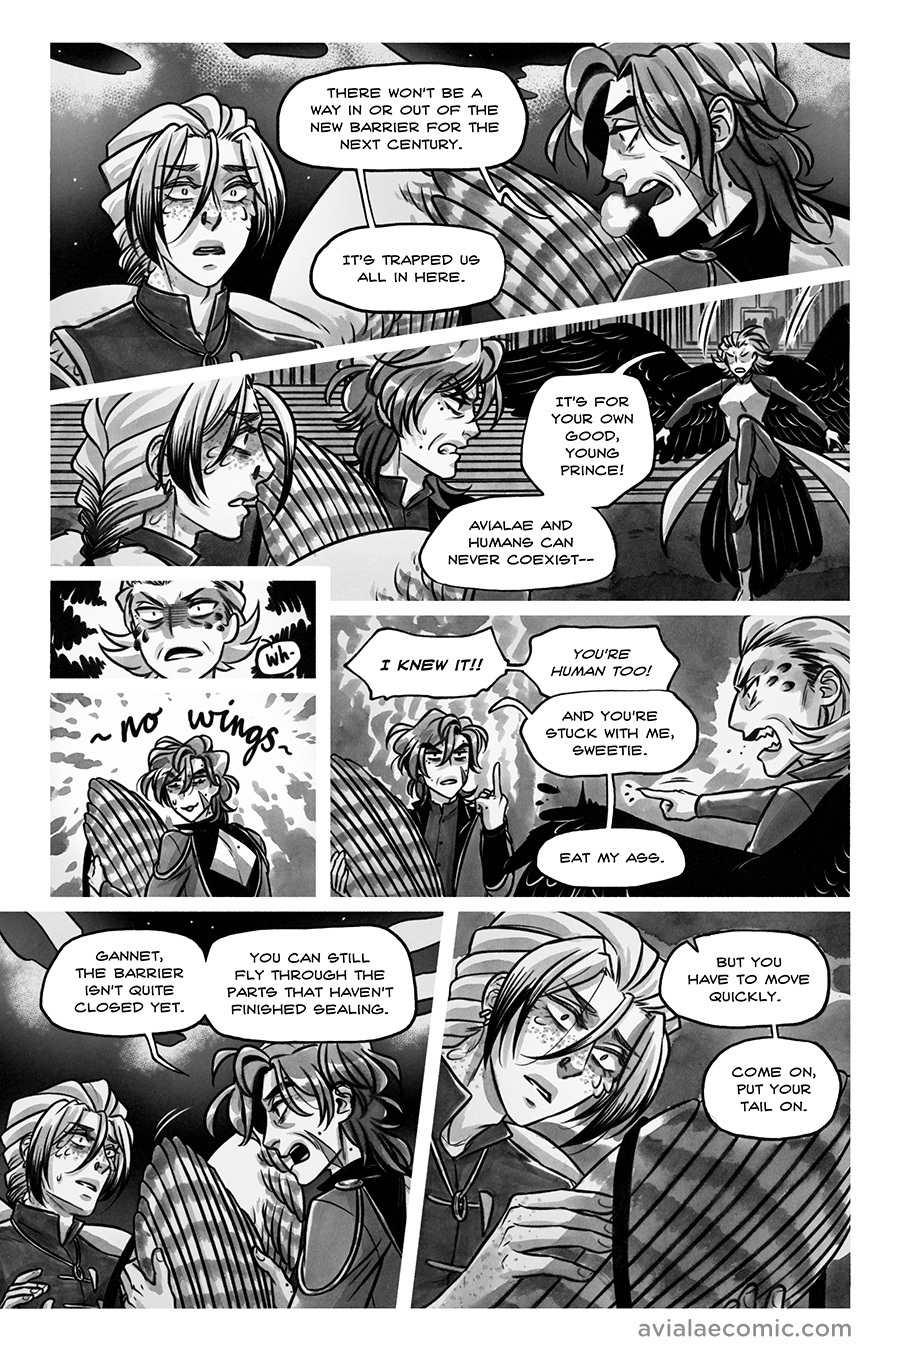 THERE WON'T BE A
WAY IN OR OUT OF THE
NEW BARRIER FOR THE
NEXT CENTURY.
IT'S TRAPPED US
ALL IN HERE.
IT'S FOR
YOUR OWN
GOOD,
YOUNG
PRINCE!
AVIALAE AND
HUMANS CAN
NEVER COEXIST--
Wh-
~no wings~
I KNEW IT!!
YOU'RE
HUMAN TOO!
AND YOU'RE
STUCK WITH ME,
SWEETIE.
EAT MY ASS.
GANNET,
THE BARRIER
ISN'T QUITE
CLOSED YET.
YOU CAN STILL
FLY THROUGH THE
PARTS THAT HAVEN'T
FINISHED SEALING.
BUT YOU
HAVE TO MOVE
QUICKLY.
COME ON,
PUT YOUR
TAIL ON.
avialaecomic.com